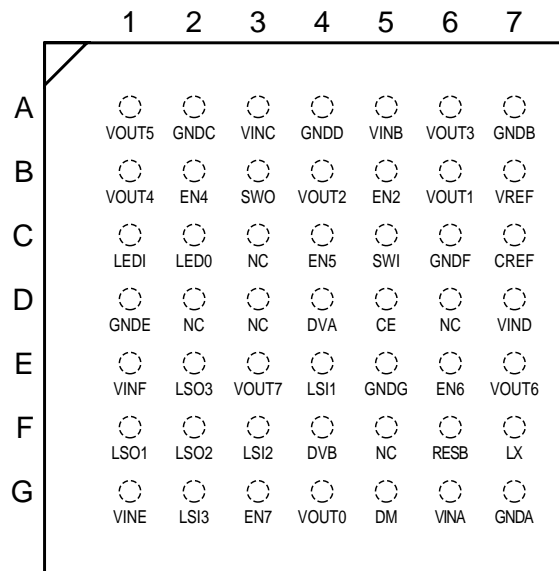 1 2 3 4 5 6 7
A
VOUT5 GNDC VINC GNDD VINB VOUT3 GNDB
B
VOUT4 EN4 SWO VOUT2 EN2 VOUT1 VREF
C
LEDI LED0 NC EN5 SWI GNDF CREF
D
GNDE NC NC DVA CE NC VIND
E
VINF LSO3 VOUT7 LSI1 GNDG EN6 VOUT6
F
LSO1 LSO2 LSI2 DVB NC RESB LX
G
VINE LSI3 EN7 VOUT0 DM VINA GNDA